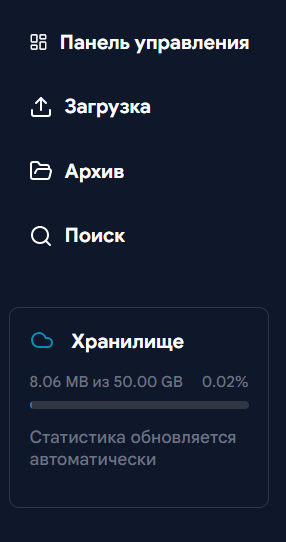 Панель управления
Загрузка
Архив
Поиск
Хранилище
8.06 MB из 50.00 GB 0.02%
Статистика обновляется
автоматически